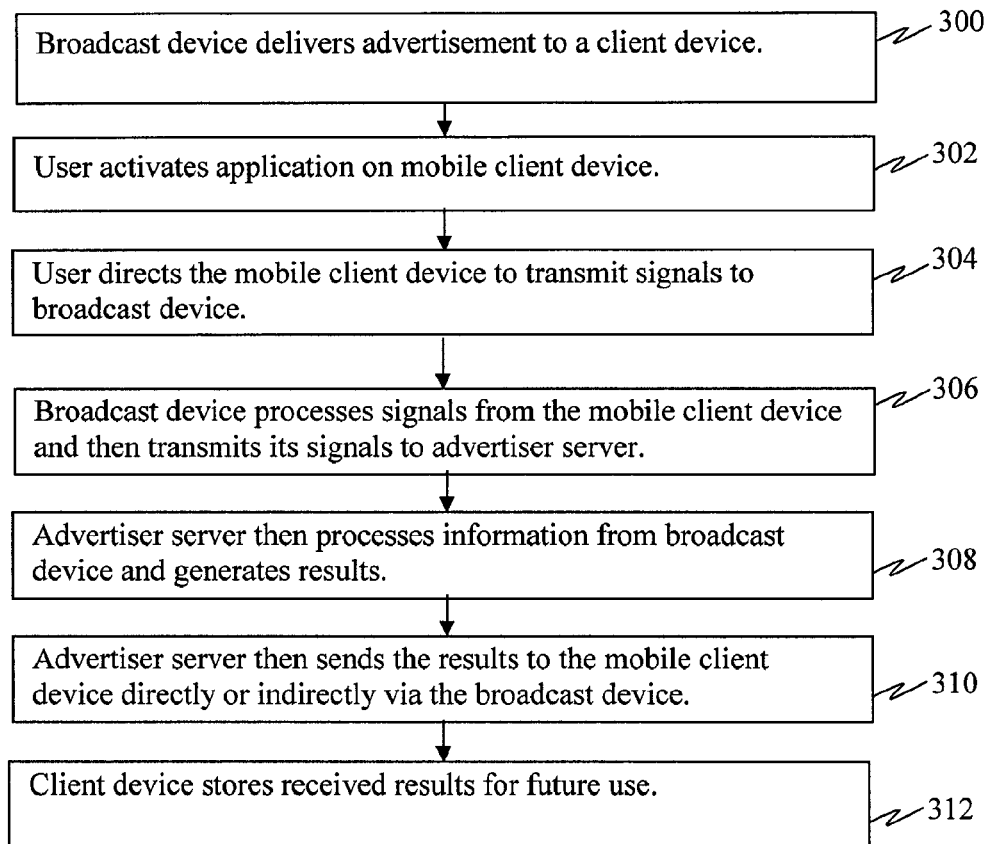 Broadcast device delivers advertisement to a client device.
300
User activates application on mobile client device.
302
User directs the mobile client device to transmit signals to
broadcast device.
304
Broadcast device processes signals from the mobile client device
and then transmits its signals to advertiser server.
306
Advertiser server then processes information from broadcast
device and generates results.
308
Advertiser server then sends the results to the mobile client
device directly or indirectly via the broadcast device.
310
Client device stores received results for future use.
312